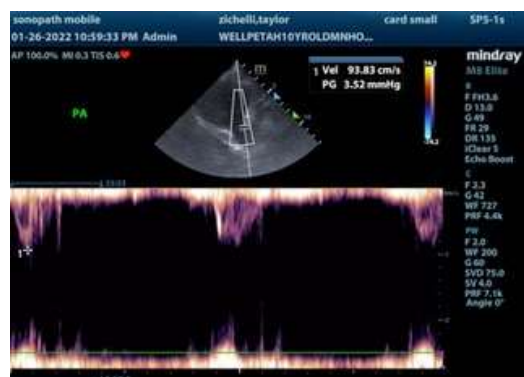 sonopath mobile zichelli,taylor card small SP5-1s
01-26-2022 10:59:33 PM Admin WELLPETAH10YROLDMNHO...
AP 100.0% MI 0.3 TIS 0.6
mindray
M8 Elite
1 Vel 93.83 cm/s
PG 3.52 mmHg
PA
B
F FH3.6
D 13.0
G 49
FR 29
DR 135
iClear 5
Echo Boost
C
F 3.3
G 42
WF 727
PRF 4.4k
PW
F 2.0
WF 200
G 60
SVD 75.0
SV 4.0
PRF 7.1k
Angle 0°
1